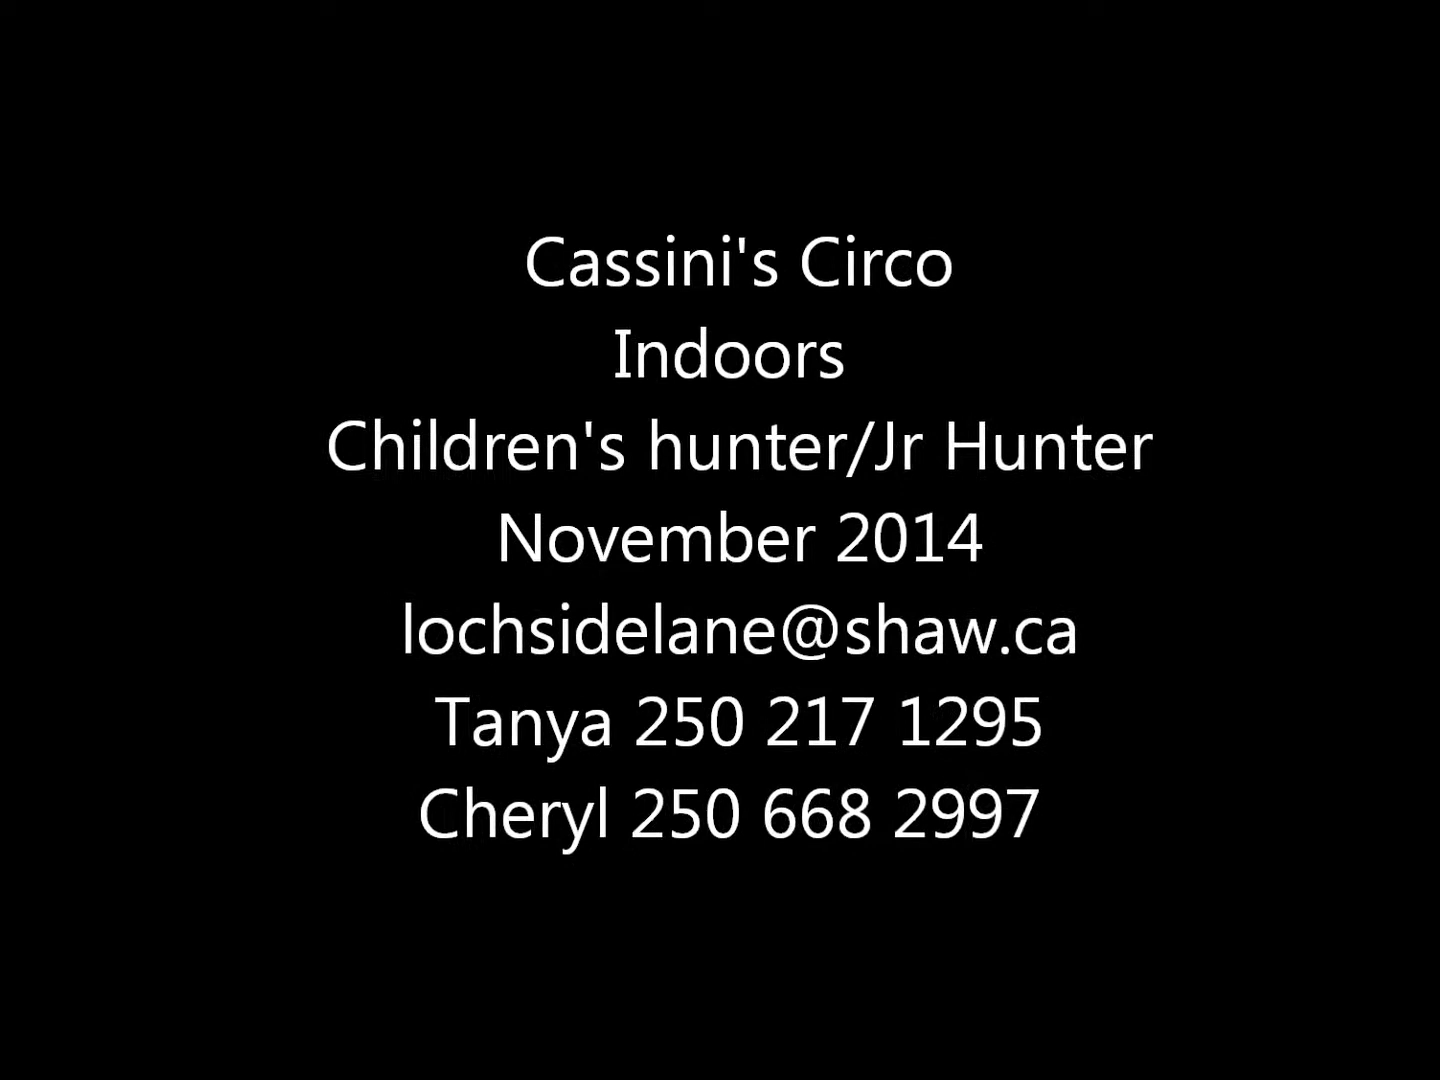 Cassini's Circo
Indoors
Children's hunter/Jr Hunter
November 2014
lochsidelane@shaw.ca
Tanya 250 217 1295
Cheryl 250 668 2997